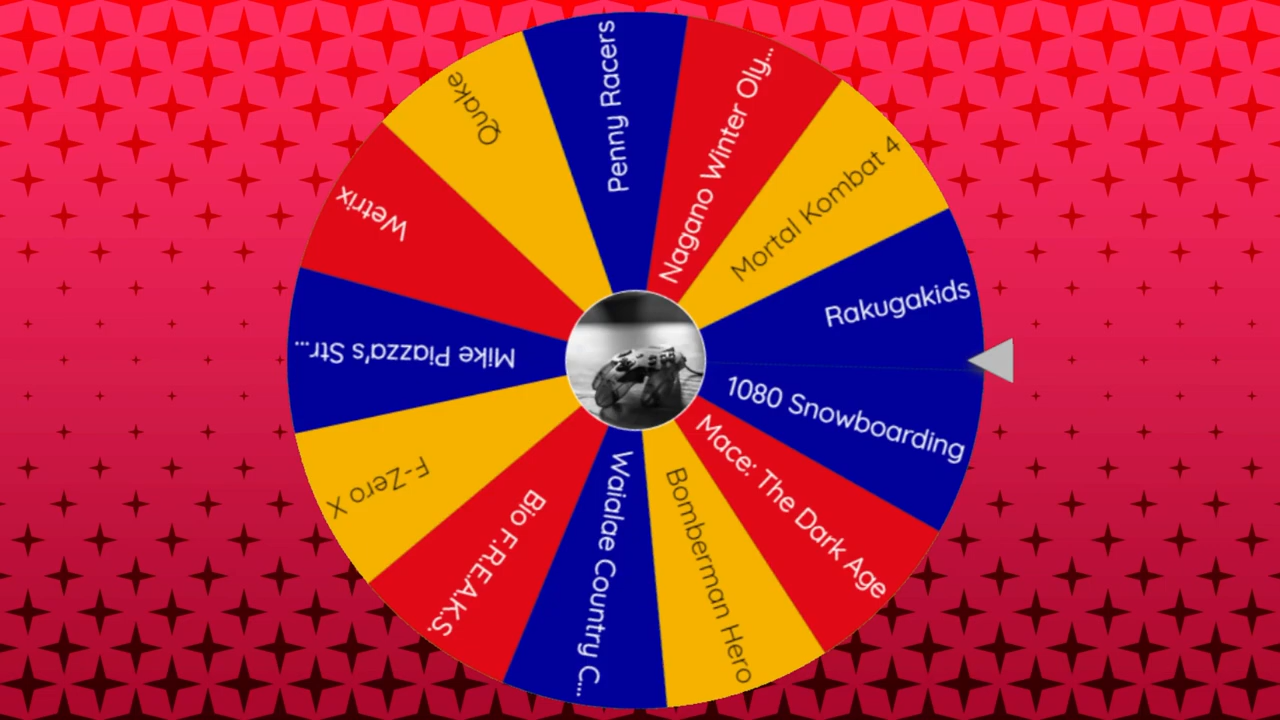 Penny Racers
Nagano Winter Oly...
Mortal Kombat 4
Rakugakids
1080 Snowboarding
Mace: The Dark Age
Bomberman Hero
Waialae Country C...
Bio F.R.E.A.K.S.
F-Zero X
Mike Piazza's Str...
Wetrix
Quake